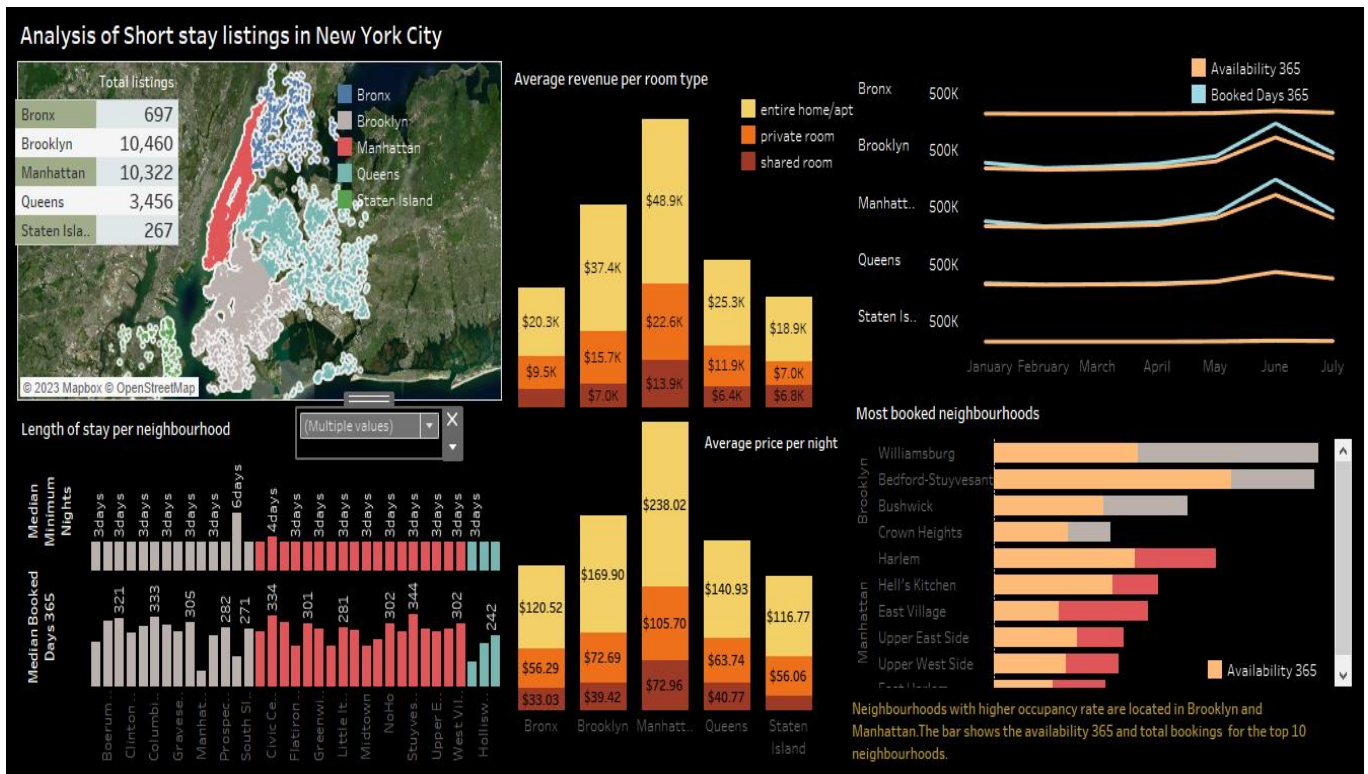 Analysis of Short stay listings in New York City
Total listings
Bronx 697
Brooklyn 10,460
Manhattan 10,322
Queens 3,456
Staten Isla.. 267
Bronx
Brooklyn
Manhattan
Queens
Staten Island
© 2023 Mapbox © OpenStreetMap
Average revenue per room type
entire home/apt
private room
shared room
$20.3K
$9.5K
$37.4K
$15.7K
$7.0K
$48.9K
$22.6K
$13.9K
$25.3K
$11.9K
$6.4K
$18.9K
$7.0K
$6.8K
Availability 365
Booked Days 365
Bronx 500K
Brooklyn 500K
Manhatt.. 500K
Queens 500K
Staten Is.. 500K
January February March April May June July
Length of stay per neighbourhood
(Multiple values)
Median Minimum Nights
3days 3days 3days 3days 3days 3days 6days 4days 3days 3days 3days 3days 3days 3days 3days 3days 3days
Median Booked Days 365
321 333 305 282 271 334 301 281 302 344 302 242
Boerum ..
Clinton ..
Columbi..
Gravese..
Manhat..
Prospec..
South Sl..
Civic Ce..
Flatiron ..
Greenwi..
Little It..
Midtown
NoHo
Stuyves..
Upper E..
West Vil..
Hollisw..
Average price per night
$120.52
$56.29
$33.03
$169.90
$72.69
$39.42
$238.02
$105.70
$72.96
$140.93
$63.74
$40.77
$116.77
$56.06
Bronx
Brooklyn
Manhatt..
Queens
Staten
Island
Most booked neighbourhoods
Brooklyn
Williamsburg
Bedford-Stuyvesant
Bushwick
Crown Heights
Manhattan
Harlem
Hell's Kitchen
East Village
Upper East Side
Upper West Side
East Harlem
Availability 365
Neighbourhoods with higher occupancy rate are located in Brooklyn and
Manhattan.The bar shows the availability 365 and total bookings for the top 10
neighbourhoods.